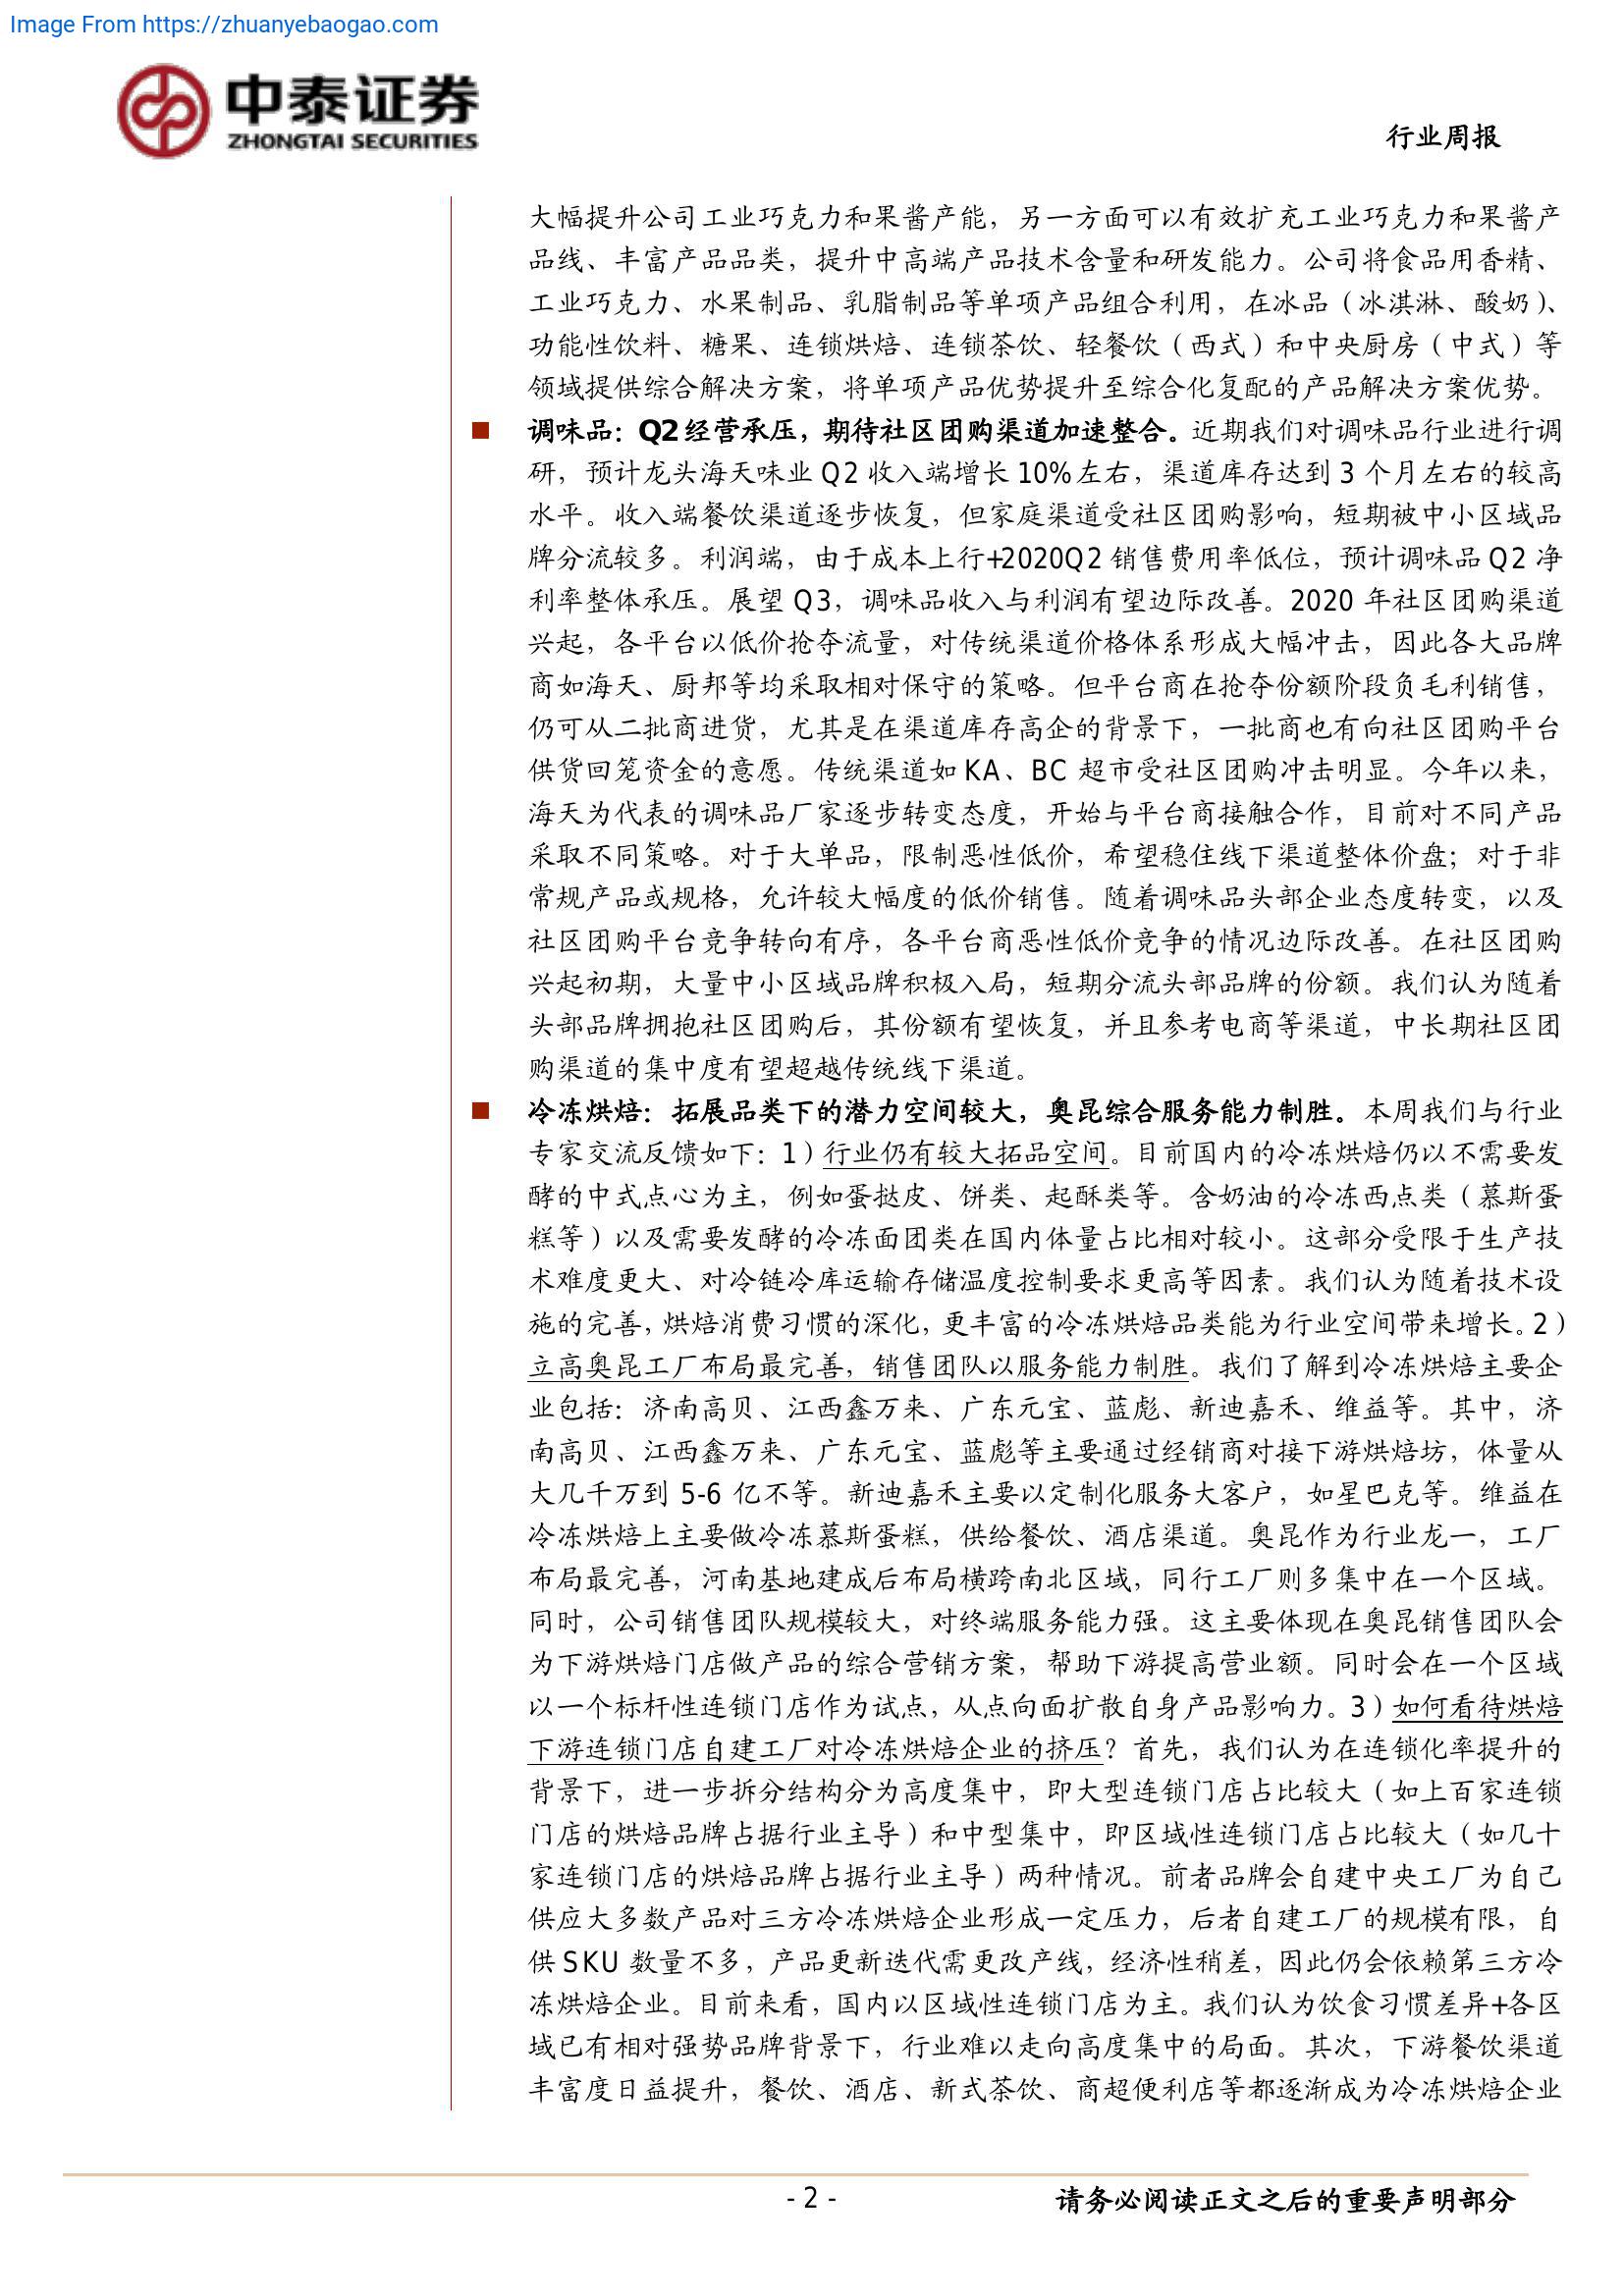 Image From https://zhuanyebaogao.com
中泰证券
ZHONGTAI SECURITIES
行业周报
大幅提升公司工业巧克力和果酱产能，另一方面可以有效扩充工业巧克力和果酱产
品线、丰富产品品类，提升中高端产品技术含量和研发能力。公司将食品用香精、
工业巧克力、水果制品、乳脂制品等单项产品组合利用，在冰品（冰淇淋、酸奶）、
功能性饮料、糖果、连锁烘焙、连锁茶饮、轻餐饮（西式）和中央厨房（中式）等
领域提供综合解决方案，将单项产品优势提升至综合化复配的产品解决方案优势。
■ 调味品：Q2 经营承压，期待社区团购渠道加速整合。近期我们对调味品行业进行调
研，预计龙头海天味业 Q2 收入端增长 10%左右，渠道库存达到 3 个月左右的较高
水平。收入端餐饮渠道逐步恢复，但家庭渠道受社区团购影响，短期被中小区域品
牌分流较多。利润端，由于成本上行+2020Q2 销售费用率低位，预计调味品 Q2 净
利率整体承压。展望 Q3，调味品收入与利润有望边际改善。2020 年社区团购渠道
兴起，各平台以低价抢夺流量，对传统渠道价格体系形成大幅冲击，因此各大品牌
商如海天、厨邦等均采取相对保守的策略。但平台商在抢夺份额阶段负毛利销售，
仍可从二批商进货，尤其是在渠道库存高企的背景下，一批商也有向社区团购平台
供货回笼资金的意愿。传统渠道如 KA、BC 超市受社区团购冲击明显。今年以来，
海天为代表的调味品厂家逐步转变态度，开始与平台商接触合作，目前对不同产品
采取不同策略。对于大单品，限制恶性低价，希望稳住线下渠道整体价盘；对于非
常规产品或规格，允许较大幅度的低价销售。随着调味品头部企业态度转变，以及
社区团购平台竞争转向有序，各平台商恶性低价竞争的情况边际改善。在社区团购
兴起初期，大量中小区域品牌积极入局，短期分流头部品牌的份额。我们认为随着
头部品牌拥抱社区团购后，其份额有望恢复，并且参考电商等渠道，中长期社区团
购渠道的集中度有望超越传统线下渠道。
■ 冷冻烘焙：拓展品类下的潜力空间较大，奥昆综合服务能力制胜。本周我们与行业
专家交流反馈如下：1）行业仍有较大拓品空间。目前国内的冷冻烘焙仍以不需要发
酵的中式点心为主，例如蛋挞皮、饼类、起酥类等。含奶油的冷冻西点类（慕斯蛋
糕等）以及需要发酵的冷冻面团类在国内体量占比相对较小。这部分受限于生产技
术难度更大、对冷链冷库运输存储温度控制要求更高等因素。我们认为随着技术设
施的完善，烘焙消费习惯的深化，更丰富的冷冻烘焙品类能为行业空间带来增长。2）
立高奥昆工厂布局最完善，销售团队以服务能力制胜。我们了解到冷冻烘焙主要企
业包括：济南高贝、江西鑫万来、广东元宝、蓝彪、新迪嘉禾、维益等。其中，济
南高贝、江西鑫万来、广东元宝、蓝彪等主要通过经销商对接下游烘焙坊，体量从
大几千万到 5-6 亿不等。新迪嘉禾主要以定制化服务大客户，如星巴克等。维益在
冷冻烘焙上主要做冷冻慕斯蛋糕，供给餐饮、酒店渠道。奥昆作为行业龙一，工厂
布局最完善，河南基地建成后布局横跨南北区域，同行工厂则多集中在一个区域。
同时，公司销售团队规模较大，对终端服务能力强。这主要体现在奥昆销售团队会
为下游烘焙门店做产品的综合营销方案，帮助下游提高营业额。同时会在一个区域
以一个标杆性连锁门店作为试点，从点向面扩散自身产品影响力。3）如何看待烘焙
下游连锁门店自建工厂对冷冻烘焙企业的挤压？首先，我们认为在连锁化率提升的
背景下，进一步拆分结构分为高度集中，即大型连锁门店占比较大（如上百家连锁
门店的烘焙品牌占据行业主导）和中型集中，即区域性连锁门店占比较大（如几十
家连锁门店的烘焙品牌占据行业主导）两种情况。前者品牌会自建中央工厂为自己
供应大多数产品对三方冷冻烘焙企业形成一定压力，后者自建工厂的规模有限，自
供 SKU 数量不多，产品更新迭代需更改产线，经济性稍差，因此仍会依赖第三方冷
冻烘焙企业。目前来看，国内以区域性连锁门店为主。我们认为饮食习惯差异+各区
域已有相对强势品牌背景下，行业难以走向高度集中的局面。其次，下游餐饮渠道
丰富度日益提升，餐饮、酒店、新式茶饮、商超便利店等都逐渐成为冷冻烘焙企业
- 2 -
请务必阅读正文之后的重要声明部分